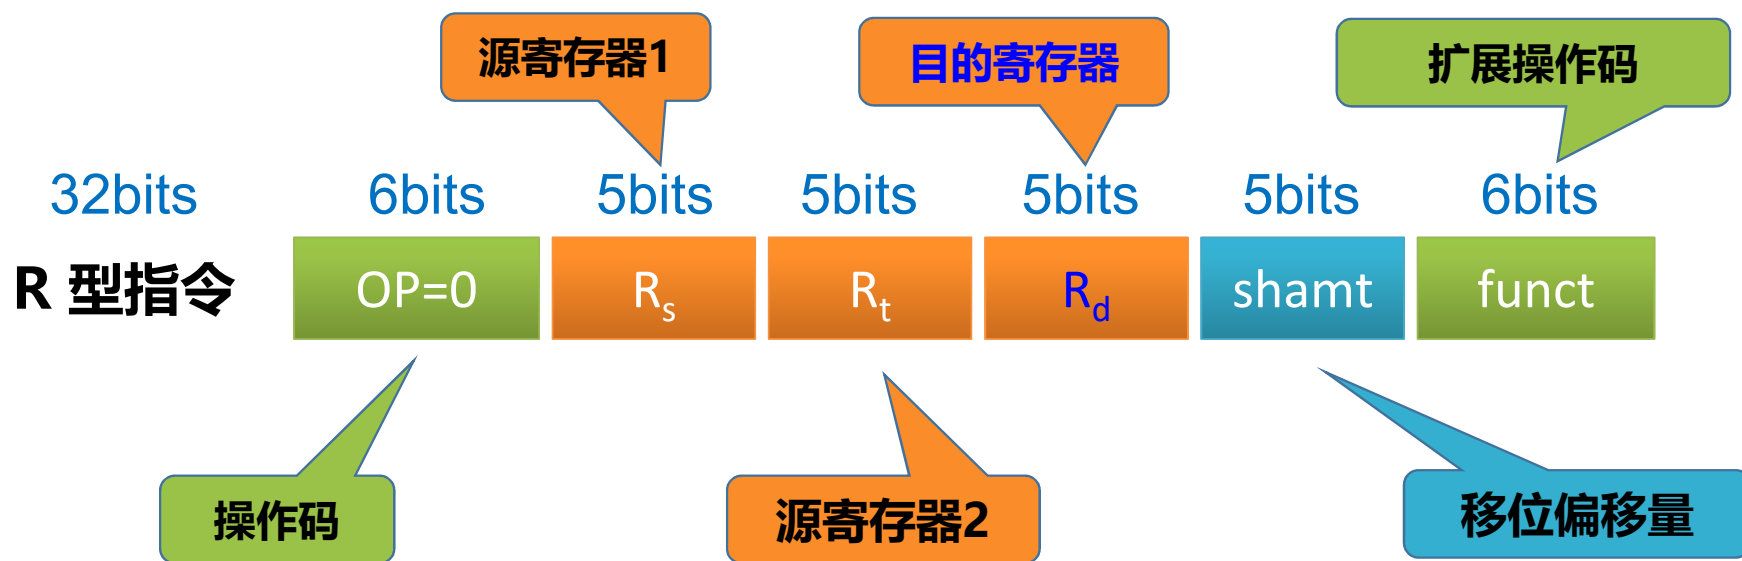 源寄存器1 目的寄存器 扩展操作码
32bits 6bits 5bits 5bits 5bits 5bits 6bits
R 型指令 OP=0 Rs Rt Rd shamt funct
操作码 源寄存器2 移位偏移量